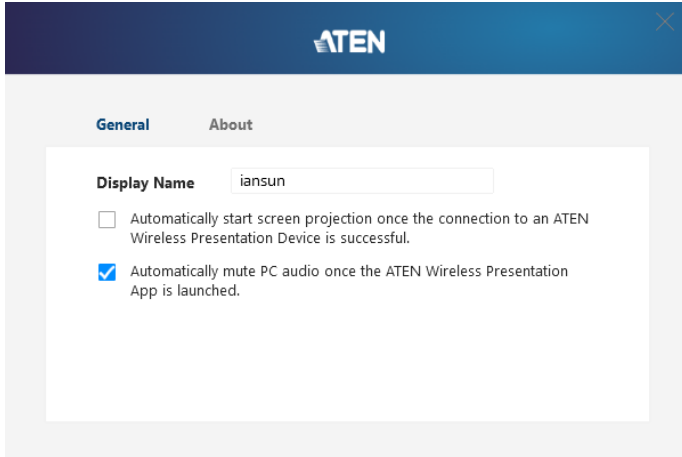 ATEN
General About
Display Name iansun
Automatically start screen projection once the connection to an ATEN
Wireless Presentation Device is successful.
Automatically mute PC audio once the ATEN Wireless Presentation
App is launched.